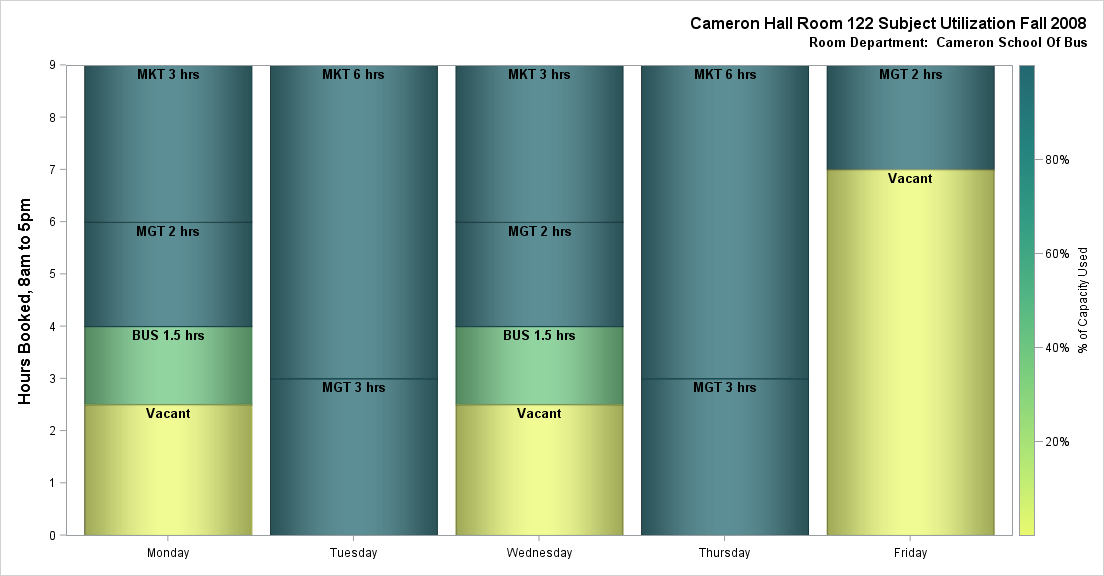 Cameron Hall Room 122 Subject Utilization Fall 2008
Room Department:  Cameron School Of Bus
Hours Booked, 8am to 5pm
9
8
7
6
5
4
3
2
1
0
MKT 3 hrs
MGT 2 hrs
BUS 1.5 hrs
Vacant
MKT 6 hrs
MGT 3 hrs
MKT 3 hrs
MGT 2 hrs
BUS 1.5 hrs
Vacant
MKT 6 hrs
MGT 3 hrs
MGT 2 hrs
Vacant
Monday
Tuesday
Wednesday
Thursday
Friday
80%
60%
40%
20%
% of Capacity Used